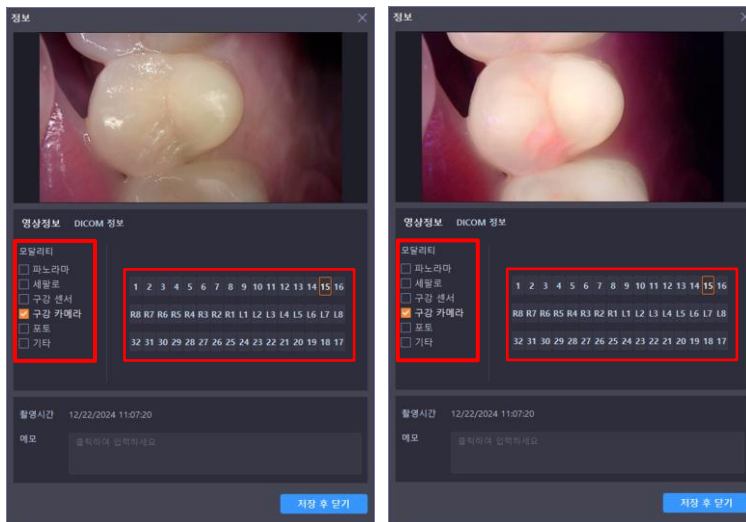 정보
영상정보 DICOM 정보
모달리티
파노라마
세팔로
구강 센서
구강 카메라
포토
기타
1 2 3 4 5 6 7 8 9 10 11 12 13 14 15 16
R8 R7 R6 R5 R4 R3 R2 R1 L1 L2 L3 L4 L5 L6 L7 L8
32 31 30 29 28 27 26 25 24 23 22 21 20 19 18 17
촬영시간 12/22/2024 11:07:20
메모 클릭하여 입력하세요
저장 후 닫기
정보
영상정보 DICOM 정보
모달리티
파노라마
세팔로
구강 센서
구강 카메라
포토
기타
1 2 3 4 5 6 7 8 9 10 11 12 13 14 15 16
R8 R7 R6 R5 R4 R3 R2 R1 L1 L2 L3 L4 L5 L6 L7 L8
32 31 30 29 28 27 26 25 24 23 22 21 20 19 18 17
촬영시간 12/22/2024 11:07:20
메모 클릭하여 입력하세요
저장 후 닫기